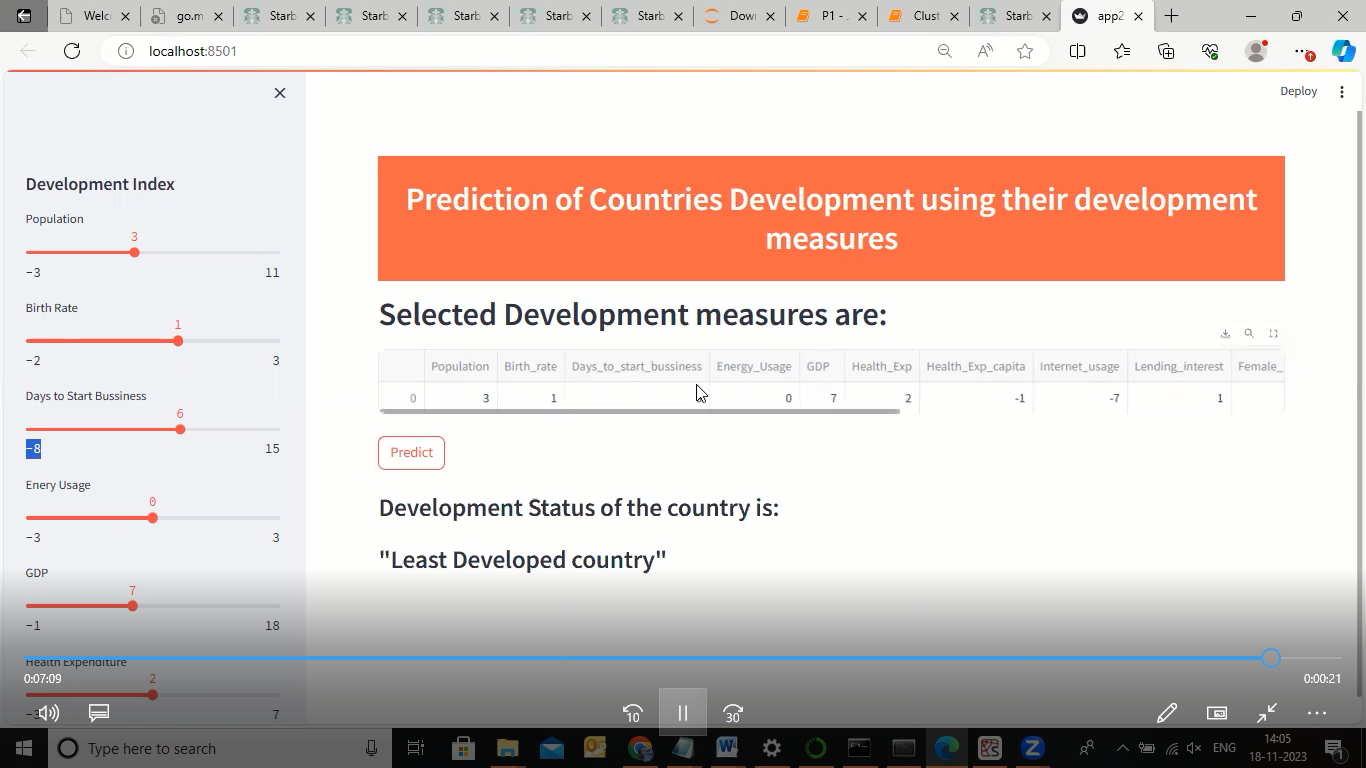 Welc go.m Starb Starb Starb Starb Starb Dow P1 - Clust Starb app2
localhost:8501
Deploy
Development Index
Population
3
−3 11
Birth Rate
1
−2 3
Days to Start Bussiness
6
−8 15
Enery Usage
0
−3 3
GDP
7
−1 18
Health Expenditure
2
7
Prediction of Countries Development using their development
measures
Selected Development measures are:
Population Birth_rate Days_to_start_bussiness Energy_Usage GDP Health_Exp Health_Exp_capita Internet_usage Lending_interest Female_
0 3 1 0 7 2 -1 -7 1
Predict
Development Status of the country is:
"Least Developed country"
0:07:09 0:00:21
10 30
Type here to search
ENG
14:05
18-11-2023
1